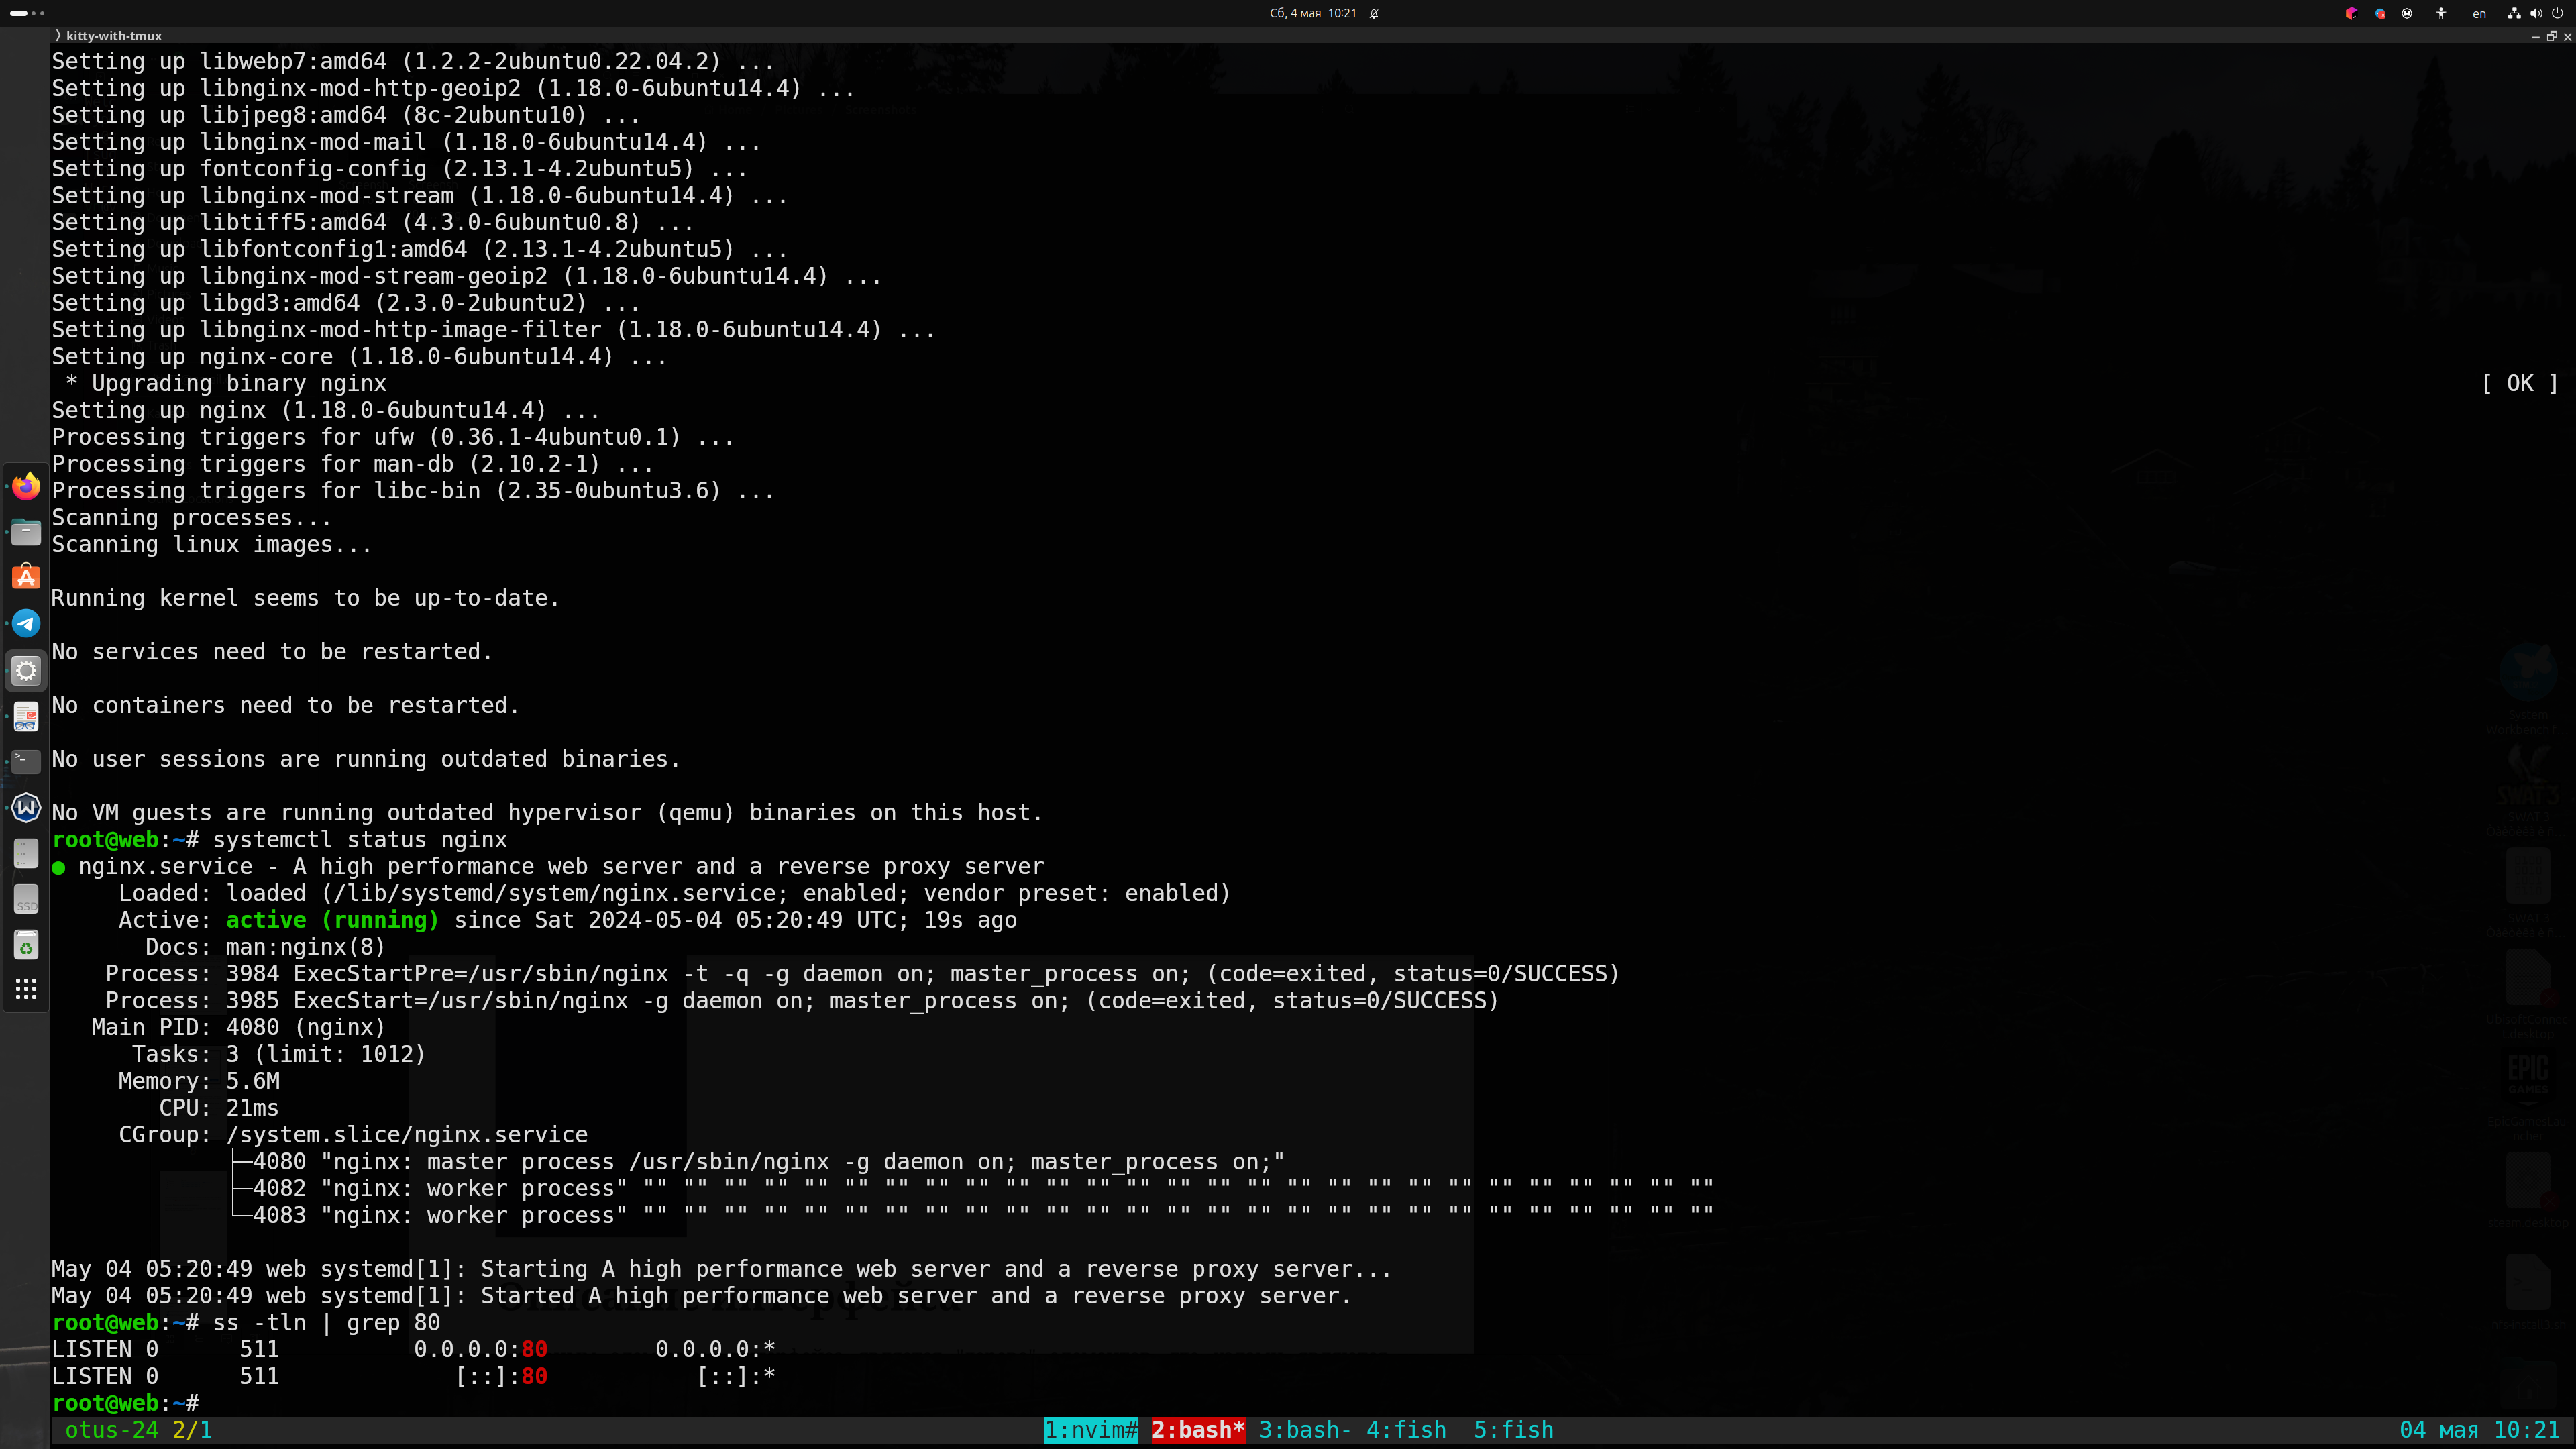 Сб, 4 мая 10:21
en
kitty-with-tmux
Setting up libwebp7:amd64 (1.2.2-2ubuntu0.22.04.2) ...
Setting up libnginx-mod-http-geoip2 (1.18.0-6ubuntu14.4) ...
Setting up libjpeg8:amd64 (8c-2ubuntu10) ...
Setting up libnginx-mod-mail (1.18.0-6ubuntu14.4) ...
Setting up fontconfig-config (2.13.1-4.2ubuntu5) ...
Setting up libnginx-mod-stream (1.18.0-6ubuntu14.4) ...
Setting up libtiff5:amd64 (4.3.0-6ubuntu0.8) ...
Setting up libfontconfig1:amd64 (2.13.1-4.2ubuntu5) ...
Setting up libnginx-mod-stream-geoip2 (1.18.0-6ubuntu14.4) ...
Setting up libgd3:amd64 (2.3.0-2ubuntu2) ...
Setting up libnginx-mod-http-image-filter (1.18.0-6ubuntu14.4) ...
Setting up nginx-core (1.18.0-6ubuntu14.4) ...
 * Upgrading binary nginx [ OK ]
Setting up nginx (1.18.0-6ubuntu14.4) ...
Processing triggers for ufw (0.36.1-4ubuntu0.1) ...
Processing triggers for man-db (2.10.2-1) ...
Processing triggers for libc-bin (2.35-0ubuntu3.6) ...
Scanning processes...
Scanning linux images...
Running kernel seems to be up-to-date.
No services need to be restarted.
No containers need to be restarted.
No user sessions are running outdated binaries.
No VM guests are running outdated hypervisor (qemu) binaries on this host.
root@web:~# systemctl status nginx
● nginx.service - A high performance web server and a reverse proxy server
Loaded: loaded (/lib/systemd/system/nginx.service; enabled; vendor preset: enabled)
Active: active (running) since Sat 2024-05-04 05:20:49 UTC; 19s ago
Docs: man:nginx(8)
Process: 3984 ExecStartPre=/usr/sbin/nginx -t -q -g daemon on; master_process on; (code=exited, status=0/SUCCESS)
Process: 3985 ExecStart=/usr/sbin/nginx -g daemon on; master_process on; (code=exited, status=0/SUCCESS)
Main PID: 4080 (nginx)
Tasks: 3 (limit: 1012)
Memory: 5.6M
CPU: 21ms
CGroup: /system.slice/nginx.service
├─4080 "nginx: master process /usr/sbin/nginx -g daemon on; master_process on;"
├─4082 "nginx: worker process" "" "" "" "" "" "" "" "" "" "" "" "" "" "" "" "" "" "" "" "" "" "" "" "" "" "" ""
└─4083 "nginx: worker process" "" "" "" "" "" "" "" "" "" "" "" "" "" "" "" "" "" "" "" "" "" "" "" "" "" "" ""
May 04 05:20:49 web systemd[1]: Starting A high performance web server and a reverse proxy server...
May 04 05:20:49 web systemd[1]: Started A high performance web server and a reverse proxy server.
root@web:~# ss -tln | grep 80
LISTEN 0 511 0.0.0.0:80 0.0.0.0:*
LISTEN 0 511 [::]:80 [::]:*
root@web:~#
otus-24 2/1 1:nvim# 2:bash* 3:bash- 4:fish 5:fish 04 мая 10:21